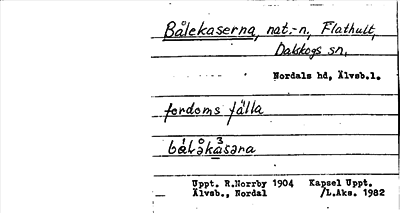 Bålekaserna, nat.-n, Flathult,
Dalskogs sn,
Nordals hd, Älvsb.l.
fordoms fälla
Uppt. R.Norrby 1904 Kapsel Uppt.
Älvsb., Nordal /L.Aks. 1982